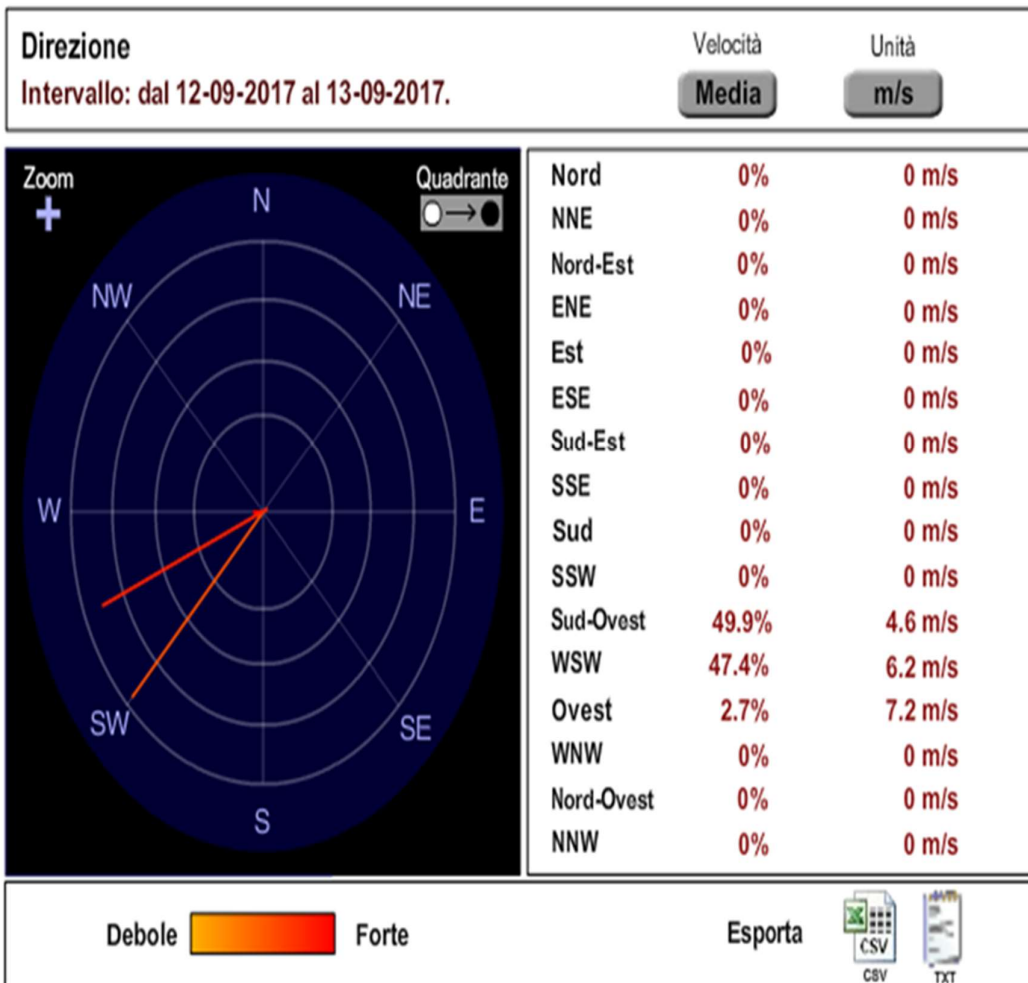 Direzione
Velocità
Unità
Intervallo: dal 12-09-2017 al 13-09-2017.
Media
m/s
Zoom
+
Quadrante
N
NW
NE
W
E
SW
SE
S
Nord 0% 0 m/s
NNE 0% 0 m/s
Nord-Est 0% 0 m/s
ENE 0% 0 m/s
Est 0% 0 m/s
ESE 0% 0 m/s
Sud-Est 0% 0 m/s
SSE 0% 0 m/s
Sud 0% 0 m/s
SSW 0% 0 m/s
Sud-Ovest 49.9% 4.6 m/s
WSW 47.4% 6.2 m/s
Ovest 2.7% 7.2 m/s
WNW 0% 0 m/s
Nord-Ovest 0% 0 m/s
NNW 0% 0 m/s
Debole
Forte
Esporta
CSV
CSV
TXT